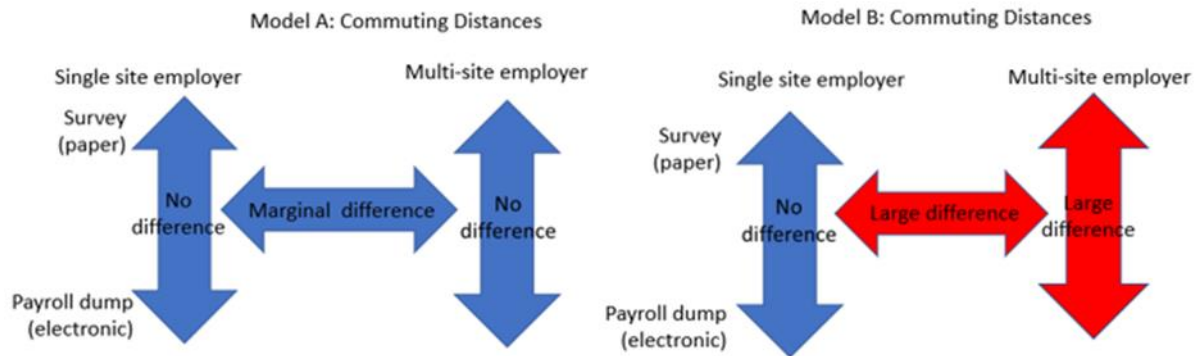 Model A: Commuting Distances
Single site employer
Multi-site employer
Survey
(paper)
No
difference
Marginal difference
No
difference
Payroll dump
(electronic)
Model B: Commuting Distances
Single site employer
Multi-site employer
Survey
(paper)
No
difference
Large difference
Large
difference
Payroll dump
(electronic)